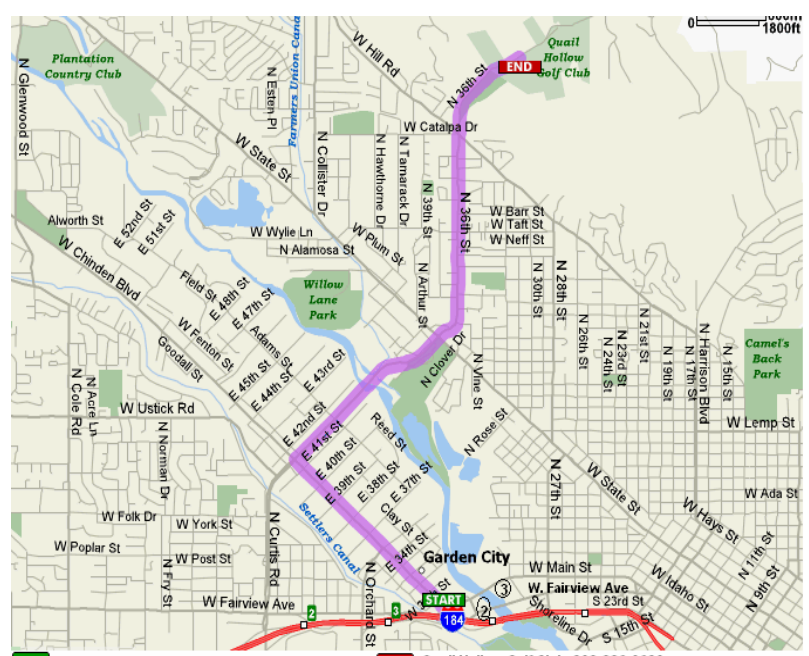 0
1800ft
Plantation
Country Club
Quail
Hollow
Golf Club
END
N Glenwood St
N Esten Pl
Farmers Union Cana
W Hill Rd
N 36th St
W Catalpa Dr
W State St
N Collister Dr
N Hawthorne Dr
N Tamarack Dr
N 39th St
N 36th St
Alworth St
E 52nd St
E 51st St
W Wylie Ln
N Alamosa St
W Plum St
W Barr St
W Taft St
W Neff St
W Chinden Blvd
Field St
E 48th St
E 47th St
Willow
Lane
Park
N Arthur St
N 30th St
N 28th St
N 26th St
N 24th St
N 23rd St
N 21st St
N 19th St
N 17th St
N Harrison Blvd
N 15th St
Camel's
Back
Park
W Fenton St
Adams St
Goodall St
E 45th St
E 44th St
E 43rd St
N Clover Dr
N Vine St
N Cole Rd
N Acre Ln
W Ustick Rd
E 42nd St
E 41st St
Reed St
N Rose St
W Lemp St
N Norman Dr
E 40th St
E 39th St
E 38th St
E 37th St
N 27th St
W State St
W Ada St
Settlers Canal
W Folk Dr
W York St
N Curtis Rd
Clay St
E 34th St
W Hays St
W Poplar St
W Post St
N Fry St
N Orchard St
Garden City
W Main St
W Idaho St
N 11th St
N 9th St
W. Fairview Ave
W Fairview Ave
START
S 23rd St
Shoreline Dr
S 15th St
2
3
2
3
184